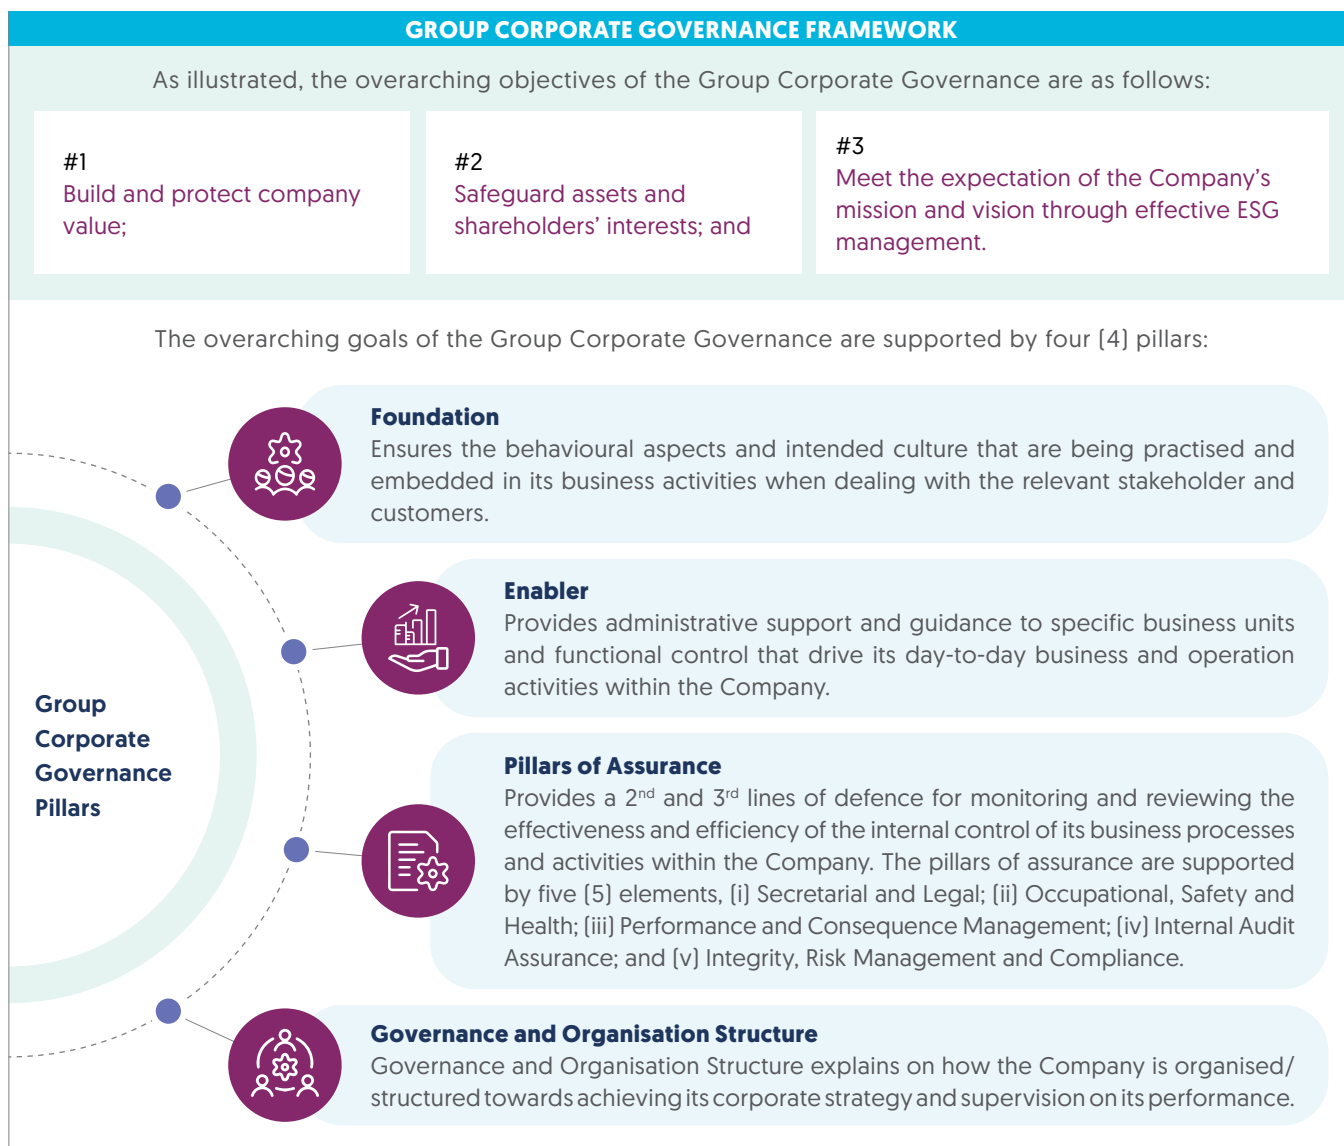 GROUP CORPORATE GOVERNANCE FRAMEWORK
As illustrated, the overarching objectives of the Group Corporate Governance are as follows:
#1
Build and protect company
value;
#2
Safeguard assets and
shareholders’ interests; and
#3
Meet the expectation of the Company’s
mission and vision through effective ESG
management.
The overarching goals of the Group Corporate Governance are supported by four (4) pillars:
Group
Corporate
Governance
Pillars
Foundation
Ensures the behavioural aspects and intended culture that are being practised and
embedded in its business activities when dealing with the relevant stakeholder and
customers.
Enabler
Provides administrative support and guidance to specific business units
and functional control that drive its day-to-day business and operation
activities within the Company.
Pillars of Assurance
Provides a 2nd and 3rd lines of defence for monitoring and reviewing the
effectiveness and efficiency of the internal control of its business processes
and activities within the Company. The pillars of assurance are supported
by five (5) elements, (i) Secretarial and Legal; (ii) Occupational, Safety and
Health; (iii) Performance and Consequence Management; (iv) Internal Audit
Assurance; and (v) Integrity, Risk Management and Compliance.
Governance and Organisation Structure
Governance and Organisation Structure explains on how the Company is organised/
structured towards achieving its corporate strategy and supervision on its performance.